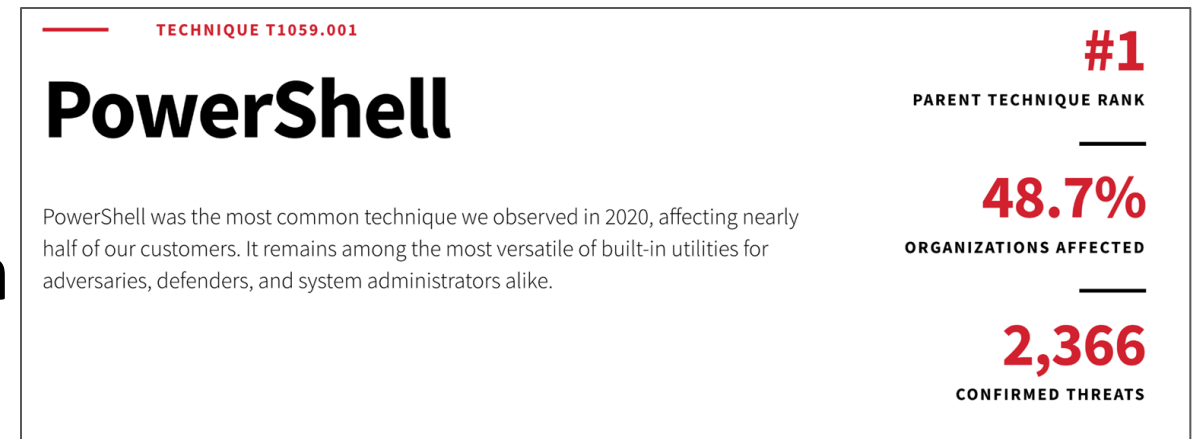 TECHNIQUE T1059.001
PowerShell
PowerShell was the most common technique we observed in 2020, affecting nearly
half of our customers. It remains among the most versatile of built-in utilities for
adversaries, defenders, and system administrators alike.
#1
PARENT TECHNIQUE RANK
48.7%
ORGANIZATIONS AFFECTED
2,366
CONFIRMED THREATS